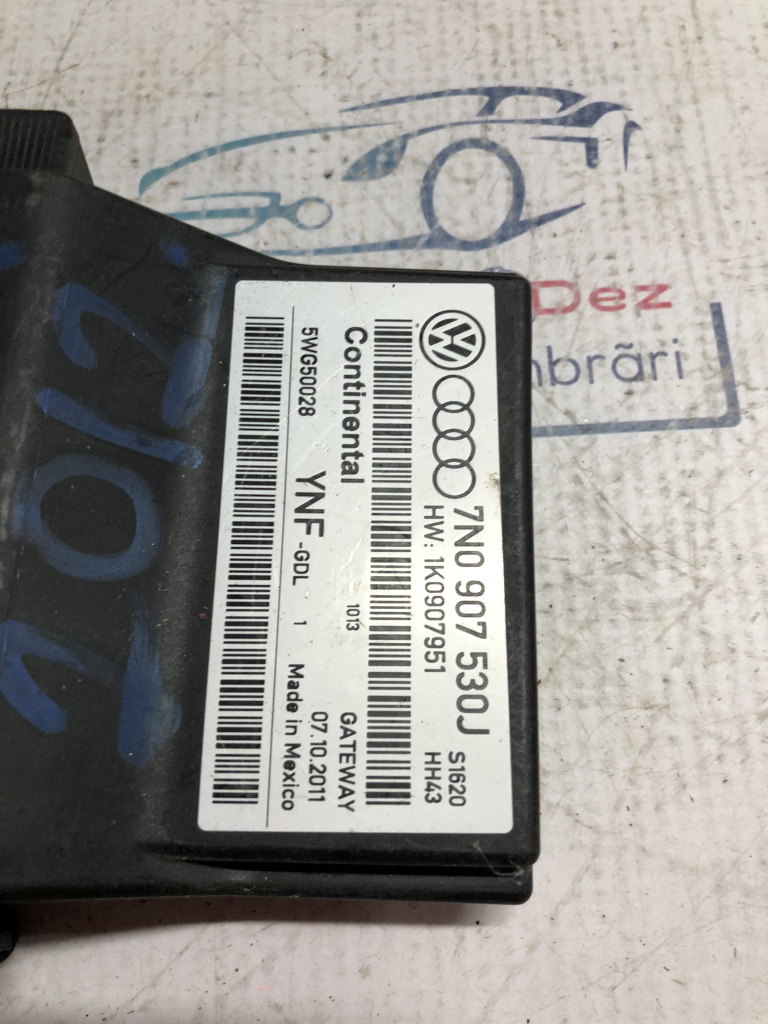 7N0 907 530J
S1620
HW: 1K0907951
HH43
Continental
1013
GATEWAY
5WG50028
YNF -GDL
1
07.10.2011
Made in Mexico
2012
Dez
mbrări